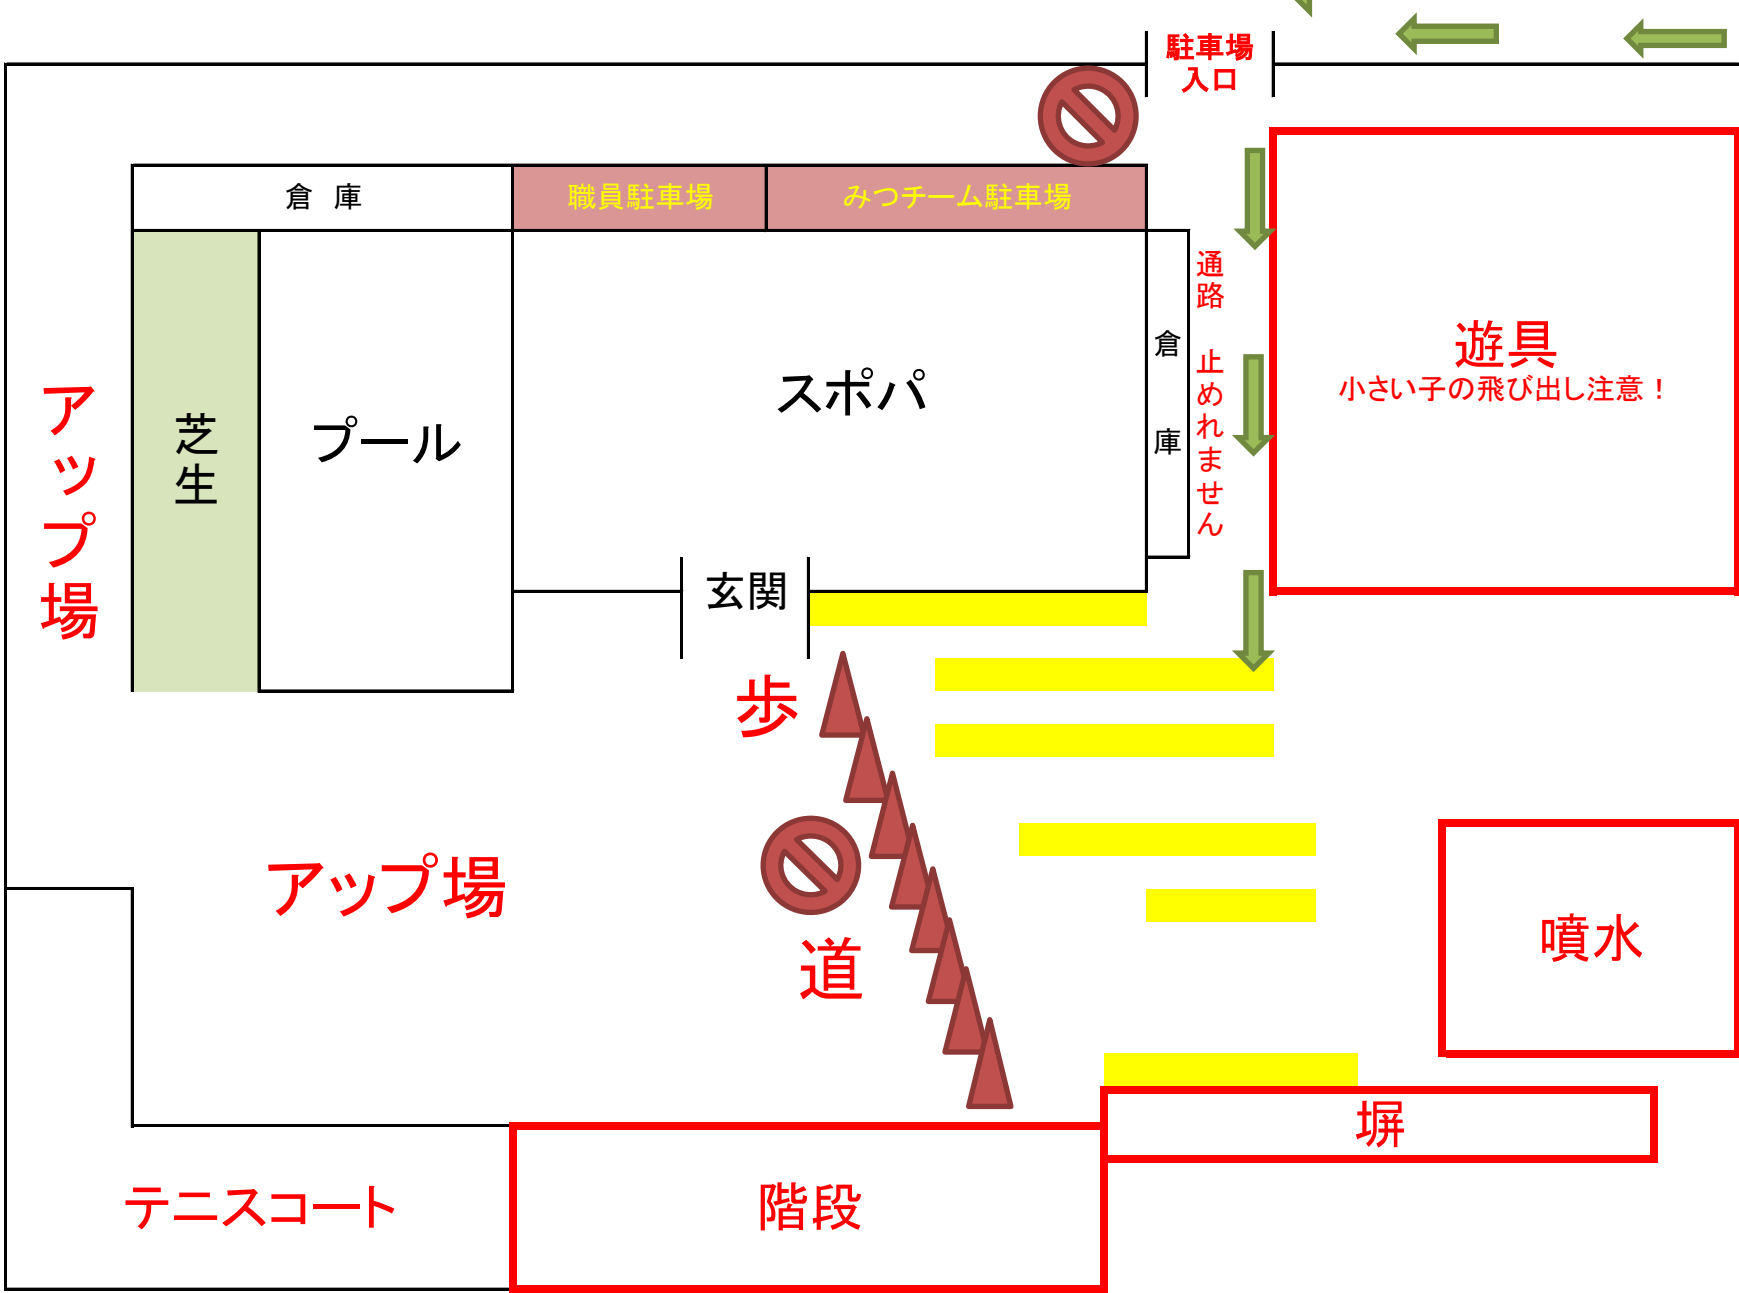 駐車場
入口
倉 庫
職員駐車場
みつチーム駐車場
通路 止めれません
倉 庫
遊具
小さい子の飛び出し注意！
アップ場
芝生
プール
スポパ
玄関
歩
道
アップ場
噴水
塀
テニスコート
階段